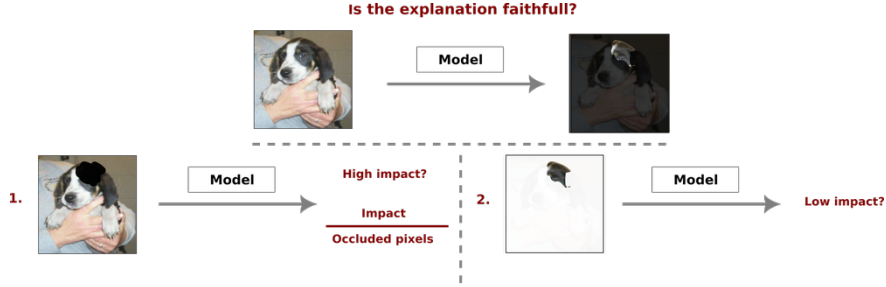 Is the explanation faithfull?
Model
1.
Model
High impact?
Impact
Occluded pixels
2.
Model
Low impact?